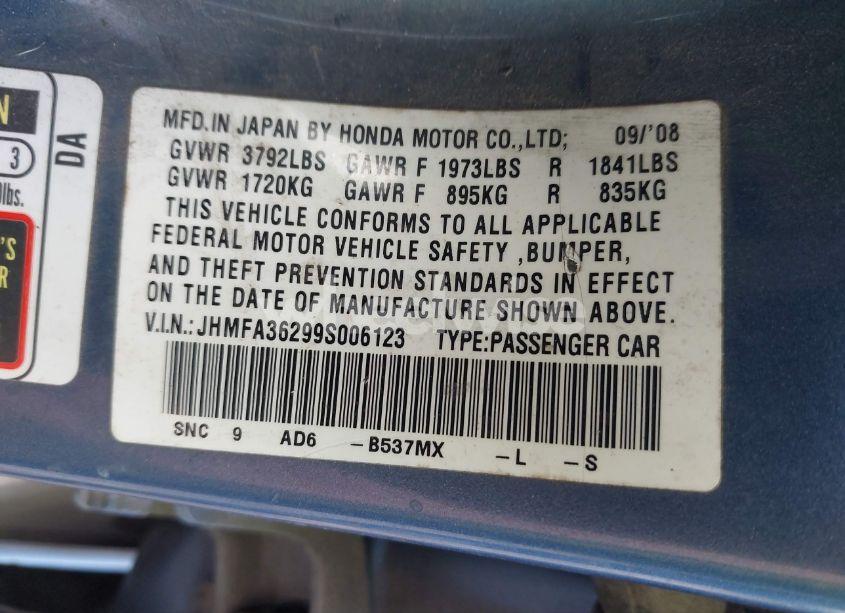 N
3
0lbs.
'S
R
DA
MFD.IN JAPAN BY HONDA MOTOR CO.,LTD; 09/'08
GVWR 3792LBS GAWR F 1973LBS R 1841LBS
GVWR 1720KG GAWR F 895KG R 835KG
THIS VEHICLE CONFORMS TO ALL APPLICABLE
FEDERAL MOTOR VEHICLE SAFETY ,BUMPER,
AND THEFT PREVENTION STANDARDS IN EFFECT
ON THE DATE OF MANUFACTURE SHOWN ABOVE.
V.I.N.: JHMFA36299S006123 TYPE:PASSENGER CAR
SNC 9 AD6 –B537MX –L –S